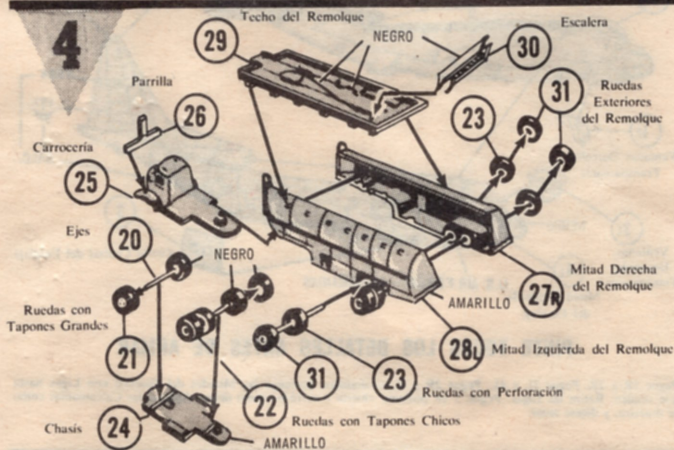 4
Techo del Remolque
29
NEGRO
Escalera
30
Parrilla
26
31
Ruedas
Exteriores
del Remolque
23
Carrocería
25
Ejes
20
NEGRO
27R
Mitad Derecha
del Remolque
AMARILLO
Ruedas con
Tapones Grandes
21
28L
Mitad Izquierda del Remolque
31
23
Ruedas con Perforación
22
Ruedas con Tapones Chicos
Chasís
24
AMARILLO